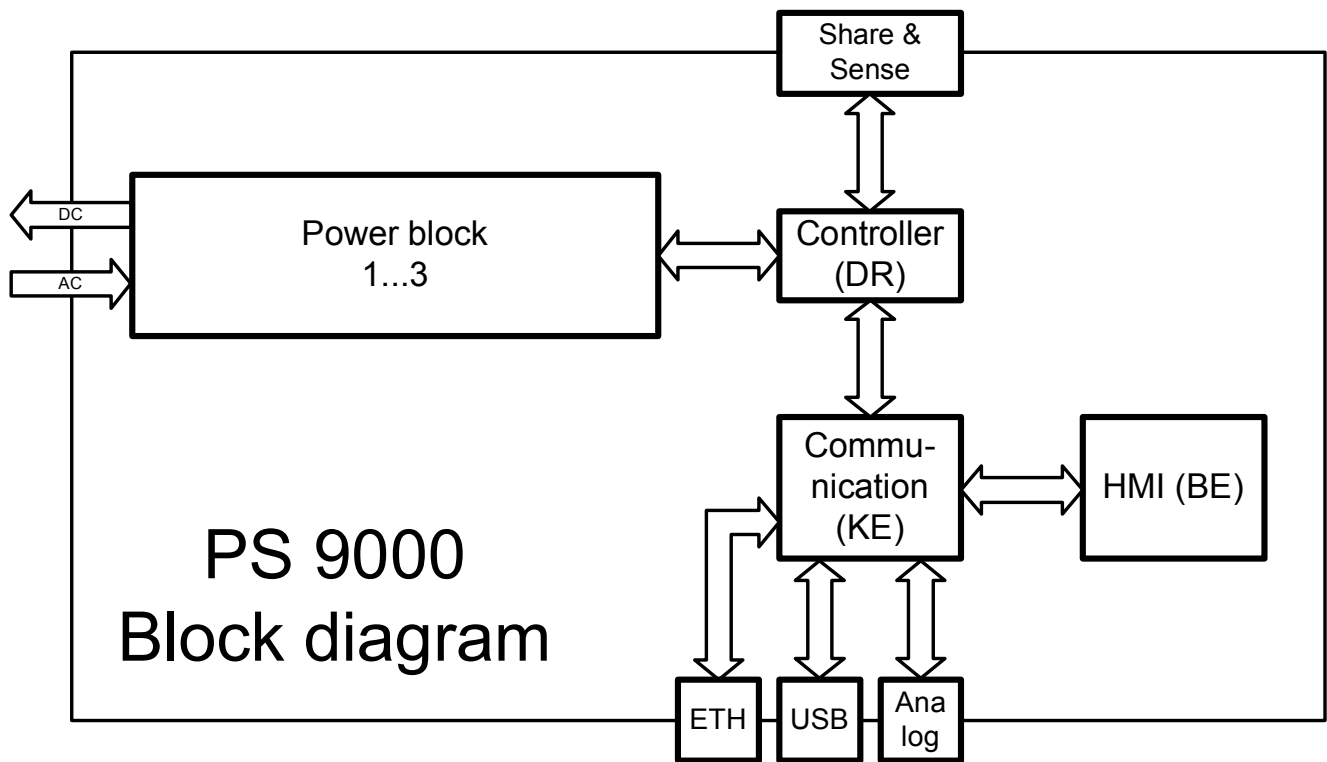 Share &
Sense
DC
Power block
1...3
Controller
(DR)
AC
Commu-
nication
(KE)
HMI (BE)
PS 9000
Block diagram
ETH
USB
Ana
log